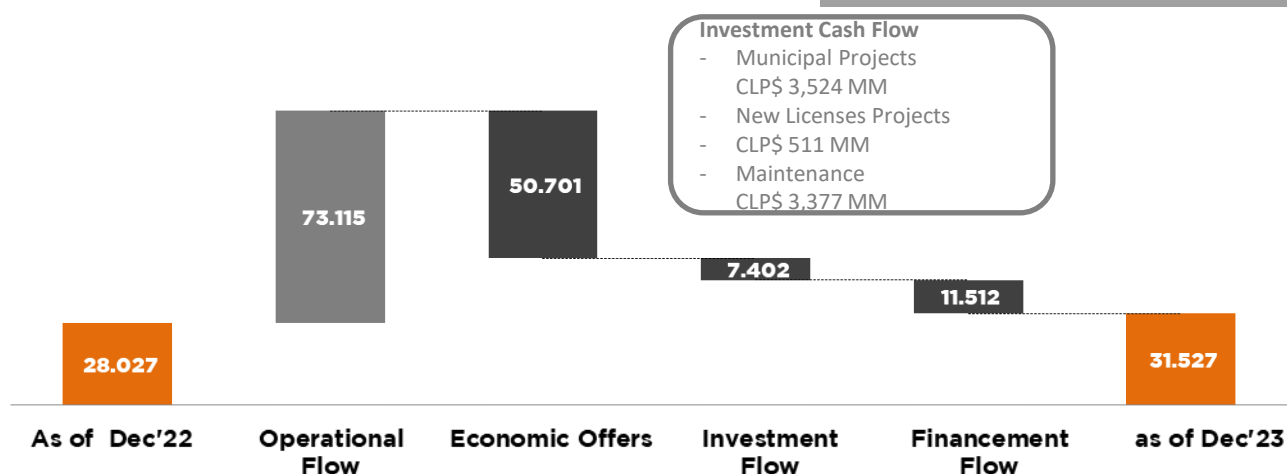 Investment Cash Flow
- Municipal Projects
CLP$ 3,524 MM
- New Licenses Projects
- CLP$ 511 MM
- Maintenance
CLP$ 3,377 MM
28.027
73.115
50.701
7.402
11.512
31.527
As of Dec'22
Operational
Flow
Economic Offers
Investment
Flow
Financement
Flow
as of Dec'23